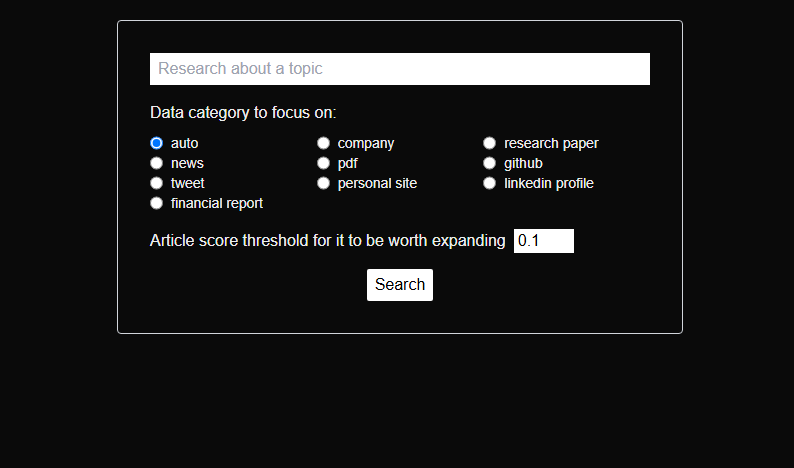 Research about a topic
Data category to focus on:
auto company research paper
news pdf github
tweet personal site linkedin profile
financial report
Article score threshold for it to be worth expanding 0.1
Search